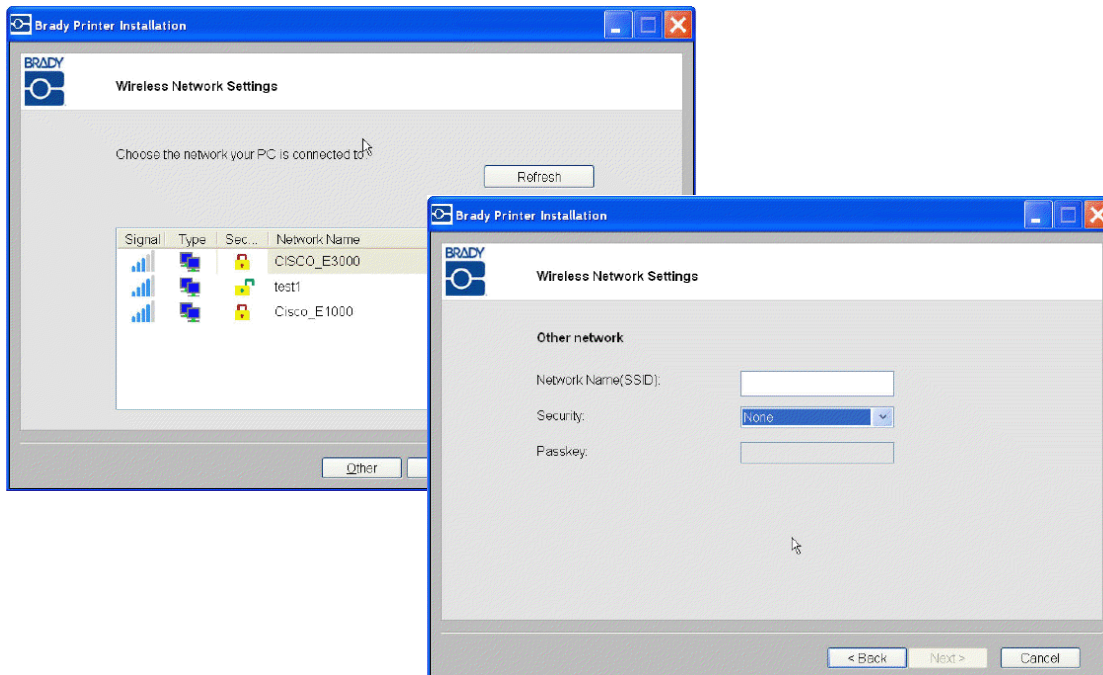 Brady Printer Installation
BRADY
Wireless Network Settings
Choose the network your PC is connected to
Refresh
Signal Type Sec... Network Name
CISCO_E3000
test1
Cisco_E1000
Other
Brady Printer Installation
BRADY
Wireless Network Settings
Other network
Network Name(SSID):
Security: None
Passkey:
< Back Next > Cancel